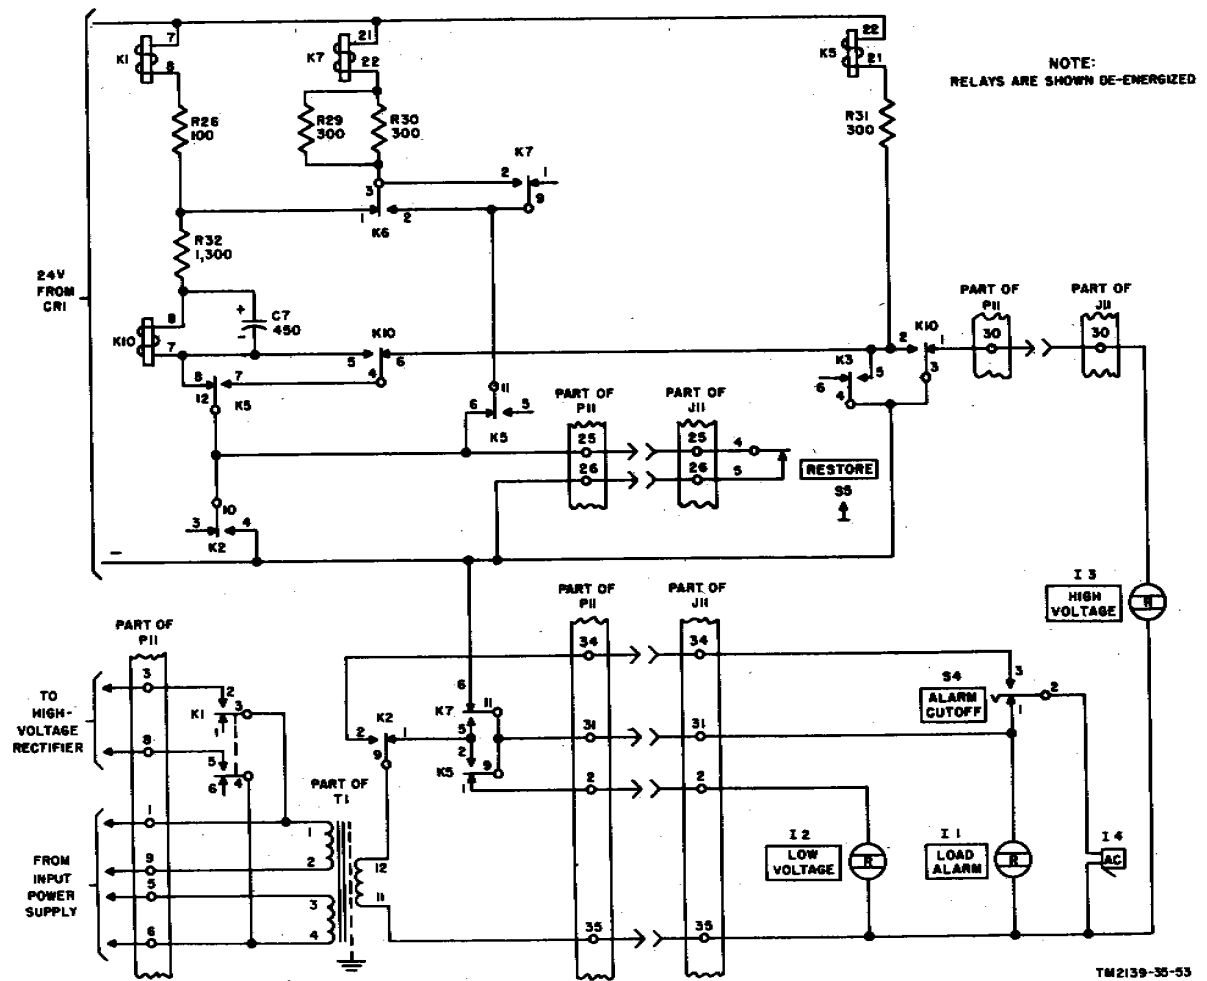 7
21
22
K1
K7
K5
8
22
21
NOTE:
RELAYS ARE SHOWN DE-ENERGIZED
R26
100
R29
300
R30
300
R31
300
K7
2
1
3
9
1
2
K6
R32
1,300
24V
FROM
CR1
+
C7
450
-
8
K10
7
K10
5
6
4
8
7
12
K5
11
6
5
K5
PART OF
P11
PART OF
J11
30
30
2
K10
1
K3
5
3
6
4
PART OF
P11
PART OF
J11
25
25
4
26
26
5
RESTORE
S5
10
3
4
K2
–
I 3
HIGH
VOLTAGE
R
PART OF
P11
PART OF
P11
PART OF
J11
34
34
3
TO
HIGH-
VOLTAGE
RECTIFIER
3
2
3
K1
1
8
5
4
6
6
11
K7
K2
2
1
5
2
9
9
K5
1
31
31
2
2
S4
ALARM
CUTOFF
2
1
PART OF
T1
1
1
2
9
5
3
4
6
12
11
FROM
INPUT
POWER
SUPPLY
I 2
LOW
VOLTAGE
R
I 1
LOAD
ALARM
R
I 4
AC
35
35
TM2139-35-53